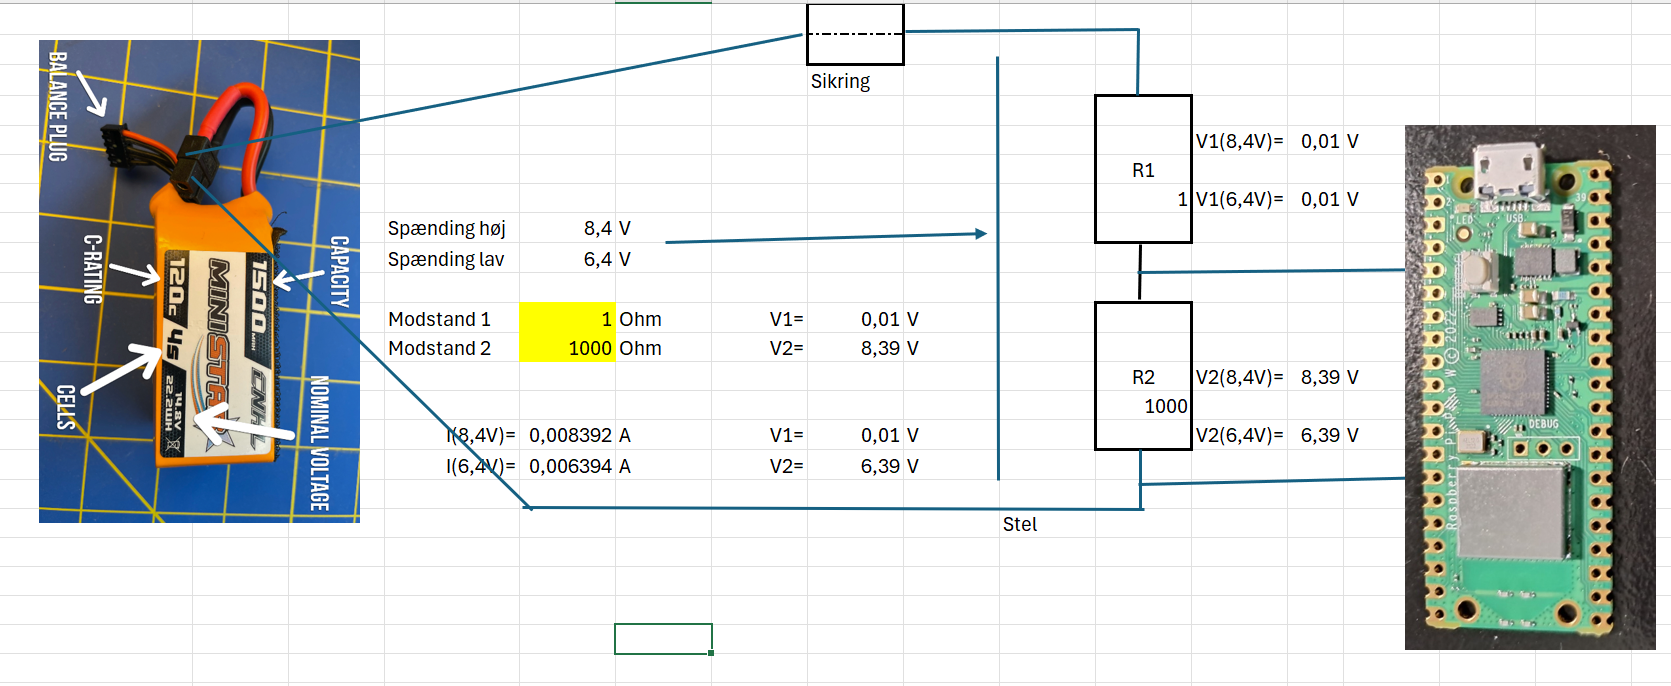 Sikring
V1(8,4V)= 0,01 V
R1
1 V1(6,4V)= 0,01 V
Spænding høj 8,4 V
Spænding lav 6,4 V
Modstand 1 1 Ohm V1= 0,01 V
Modstand 2 1000 Ohm V2= 8,39 V
R2 V2(8,4V)= 8,39 V
1000
I(8,4V)= 0,008392 A V1= 0,01 V
V2(6,4V)= 6,39 V
I(6,4V)= 0,006394 A V2= 6,39 V
Stel
BALANCE PLUG
C-RATING
CELLS
CAPACITY
NOMINAL VOLTAGE
1500
MINISTAR
CNHL
120C 4S
14.8V
22.2WH
LED
USB
1
2
39
DEBUG
Raspberry Pi Pico W © 2022